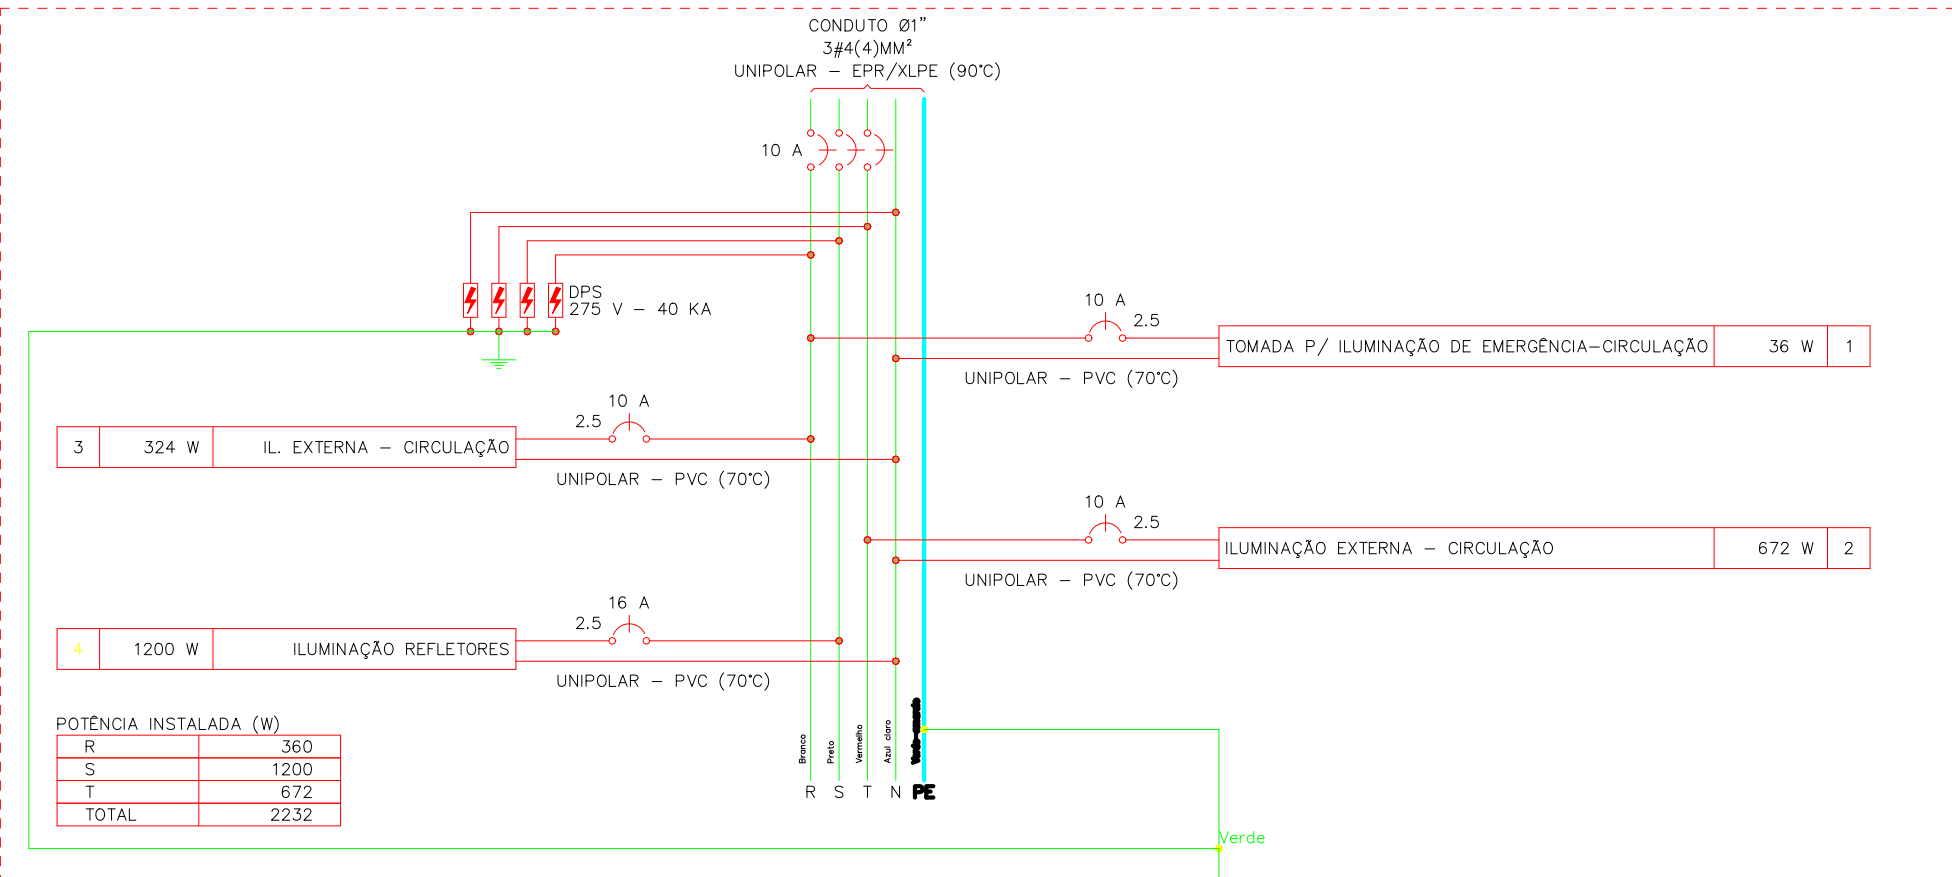 CONDUTO Ø1”
3#4(4)MM²
UNIPOLAR – EPR/XLPE (90°C)
10 A
DPS
275 V – 40 KA
10 A
2.5
TOMADA P/ ILUMINAÇÃO DE EMERGÊNCIA–CIRCULAÇÃO 36 W 1
UNIPOLAR – PVC (70°C)
10 A
2.5
3 324 W IL. EXTERNA – CIRCULAÇÃO
UNIPOLAR – PVC (70°C)
10 A
2.5
ILUMINAÇÃO EXTERNA – CIRCULAÇÃO 672 W 2
UNIPOLAR – PVC (70°C)
16 A
2.5
4 1200 W ILUMINAÇÃO REFLETORES
UNIPOLAR – PVC (70°C)
POTÊNCIA INSTALADA (W)
R 360
S 1200
T 672
TOTAL 2232
Branco
Preto
Vermelho
Azul claro
Verde–amarelo
R S T N PE
Verde